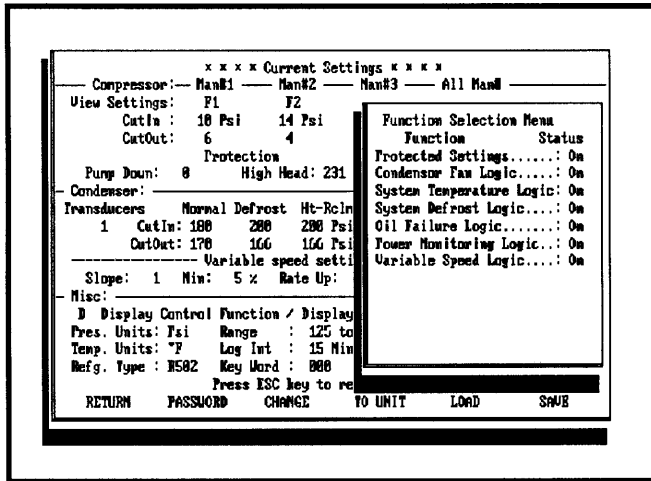 x x x x Current Settings x x x x
Compressor: Man#1 Man#2 Man#3 All Man#
View Settings: F1 F2
CutIn : 10 Psi 14 Psi
CutOut: 6 4
Protection
Pump Down: 0 High Head: 231
Condenser:
Transducers Normal Defrost Ht-Rclm
1 CutIn: 180 200 200 Psi
CutOut: 170 166 166 Psi
Variable speed setti
Slope: 1 Min: 5 % Rate Up:
Misc:
D Display Control Function / Display
Pres. Units: Psi Range : 125 to
Temp. Units: °F Log Int : 15 Min
Refg. Type : R502 Key Word : 000
Press ESC key to re
RETURN PASSWORD CHANGE TO UNIT LOAD SAVE
Function Selection Menu
Function Status
Protected Settings......: On
Condensor Fan Logic.....: On
System Temperature Logic: On
System Defrost Logic....: On
Oil Failure Logic.......: On
Power Monitoring Logic..: On
Variable Speed Logic....: On